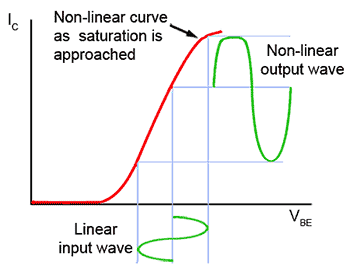 I_C
Non-linear curve
as saturation is
approached
Non-linear
output wave
Linear
input wave
V_BE